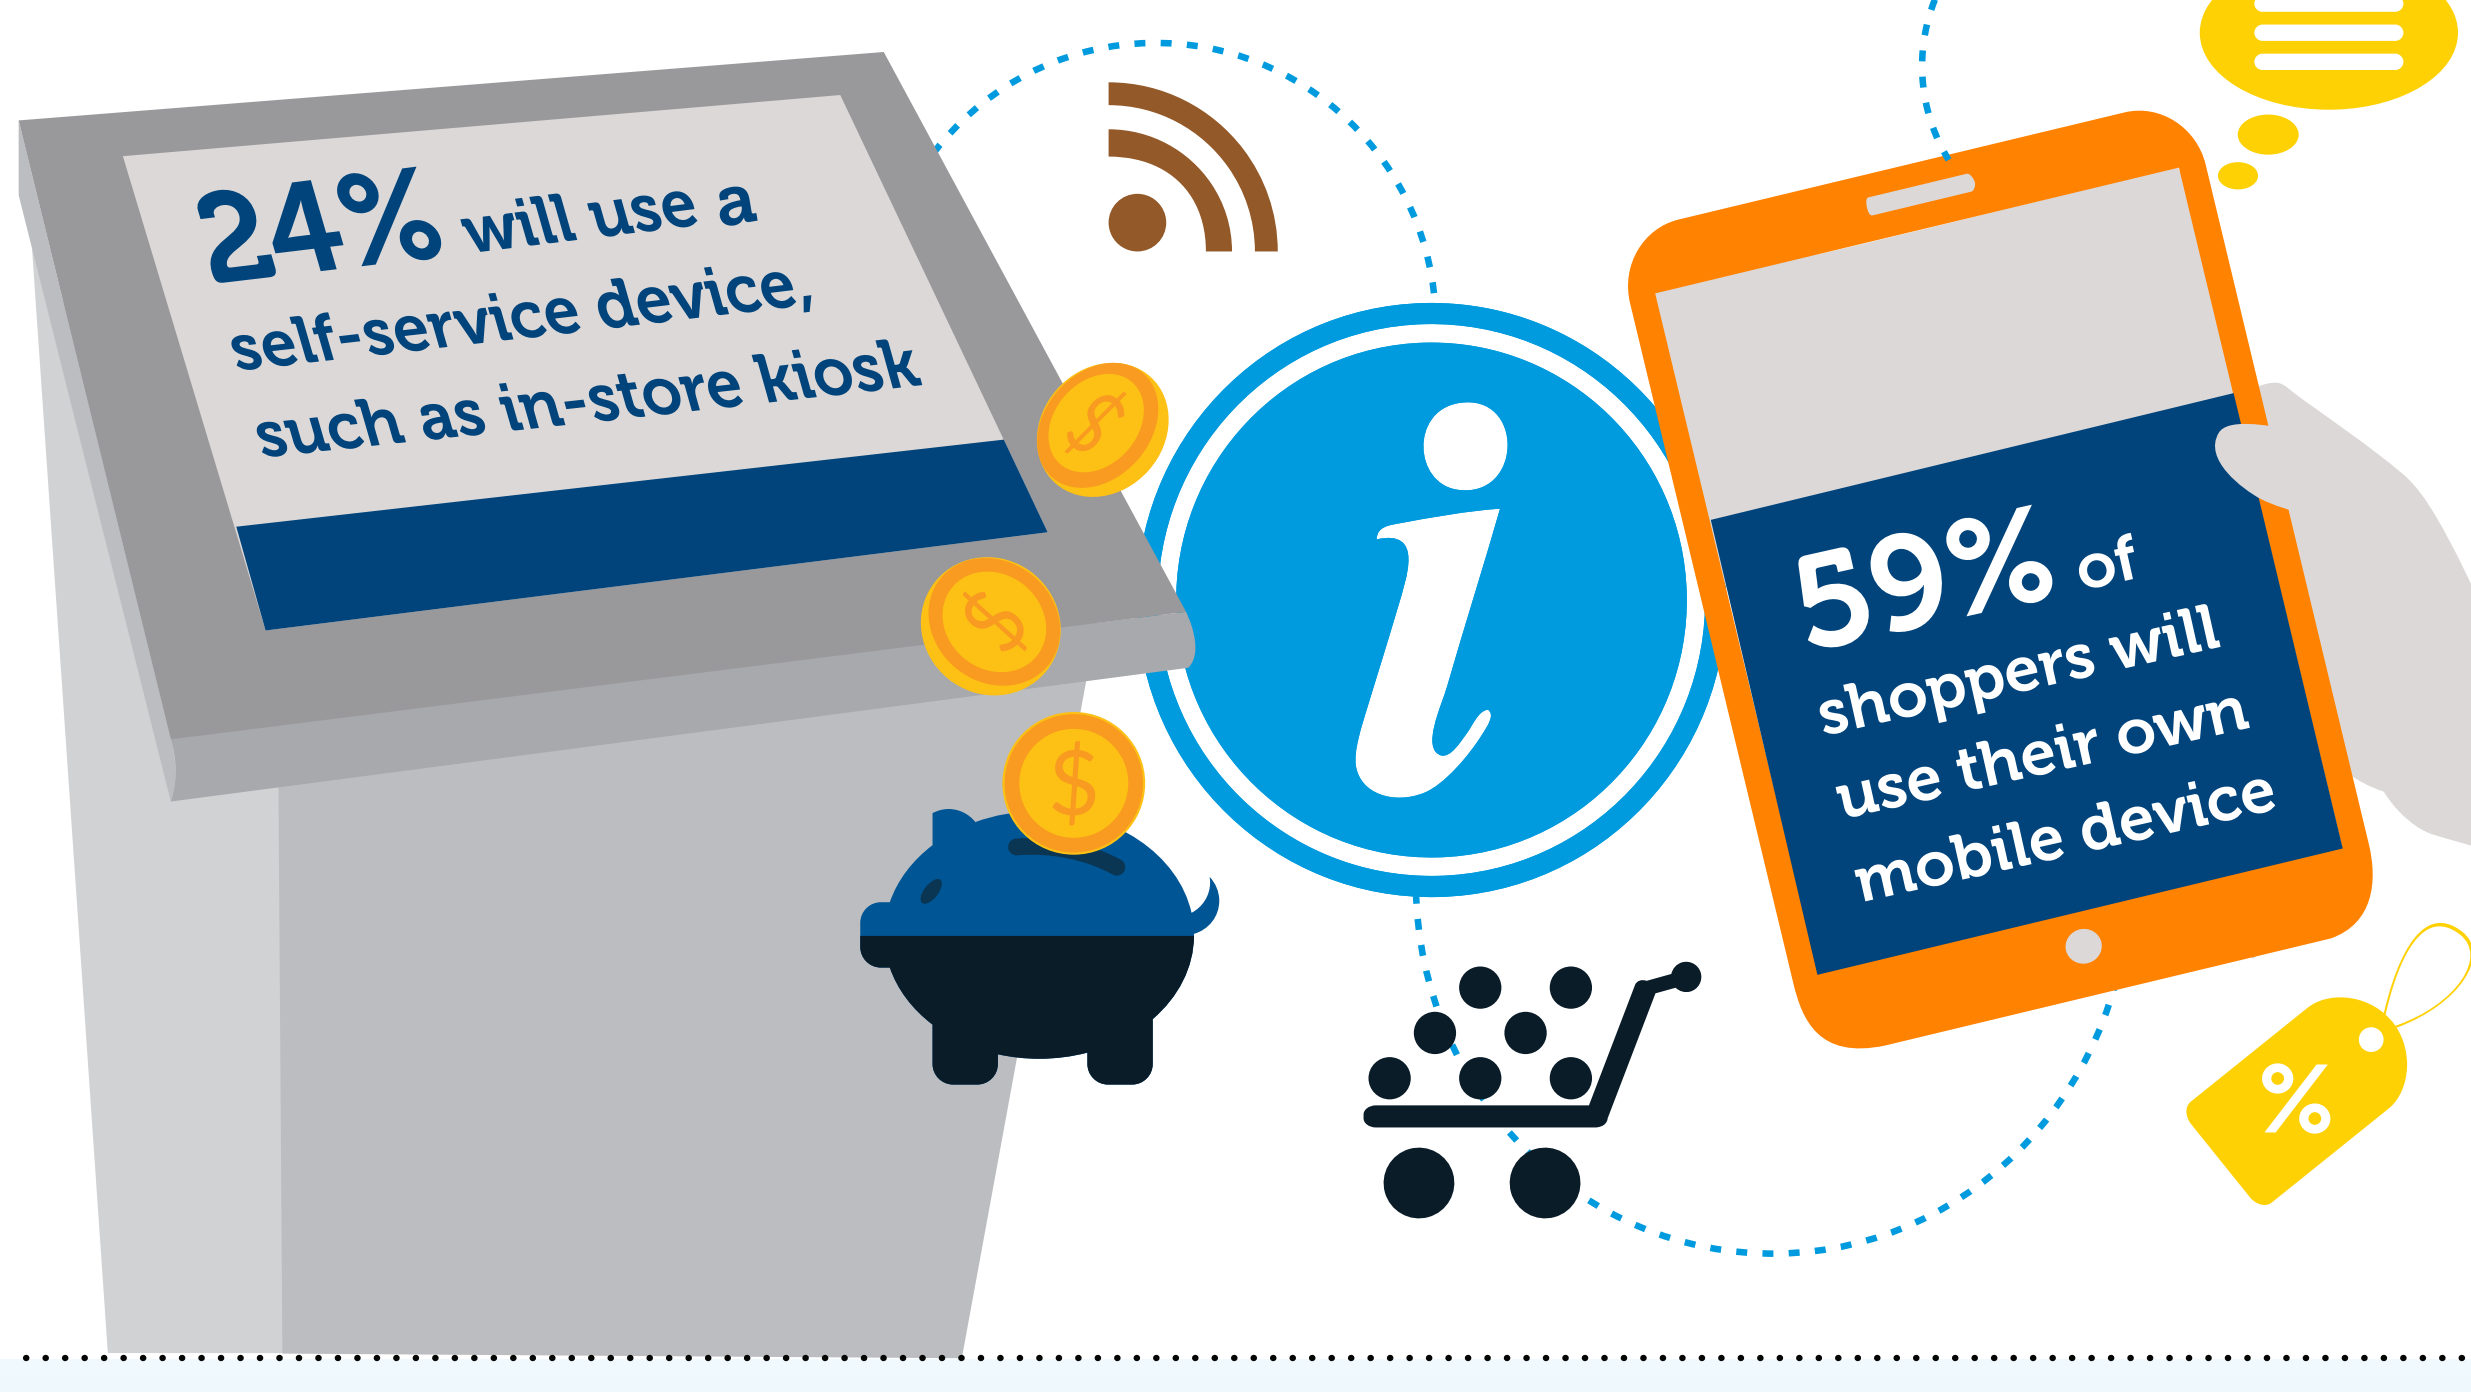 24% will use a
self-service device,
such as in-store kiosk
$
$
$
i
59% of
shoppers will
use their own
mobile device
%